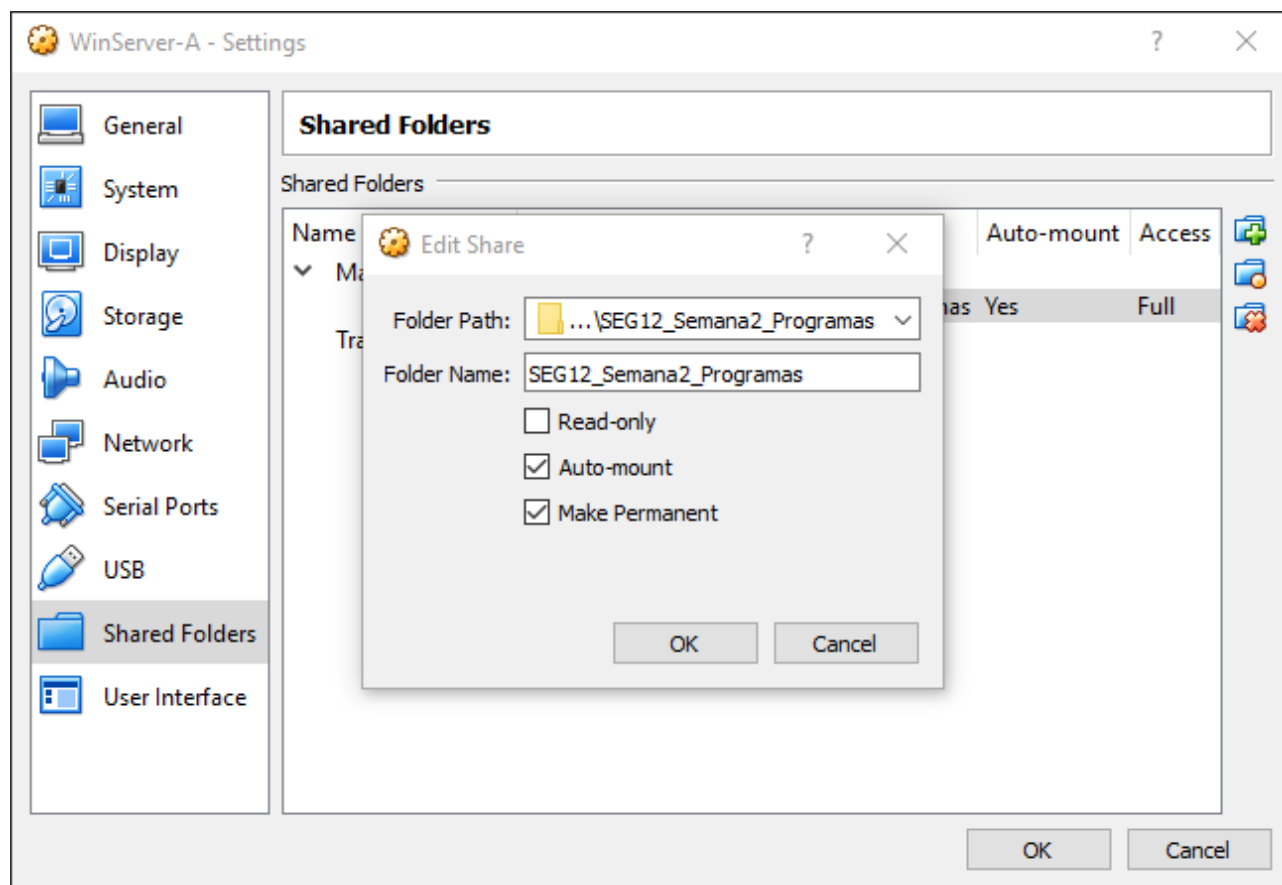 WinServer-A - Settings ?
General
System
Display
Storage
Audio
Network
Serial Ports
USB
Shared Folders
User Interface
Shared Folders
Shared Folders
Name Auto-mount Access
Yes Full
Edit Share ?
Folder Path: ...\SEG12_Semana2_Programas
Folder Name: SEG12_Semana2_Programas
Read-only
Auto-mount
Make Permanent
OK Cancel
OK Cancel